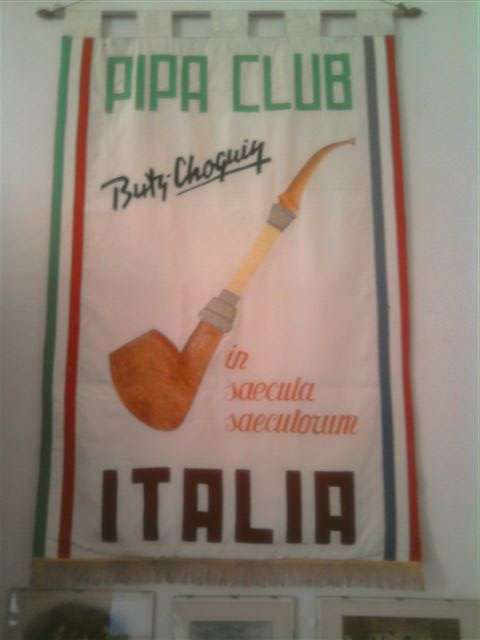 PIPA CLUB
Butz-Choquin
in
saecula
saeculorum
ITALIA